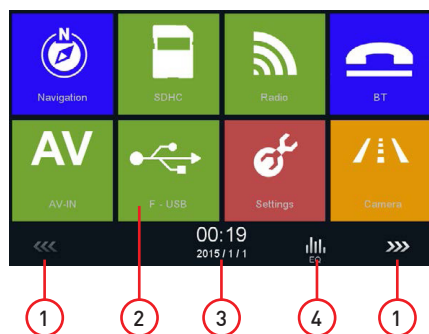 N
Navigation SDHC Radio BT
AV
AV-IN F - USB Settings Camera
00:19
2015 / 1 / 1
EQ
1 2 3 4 1